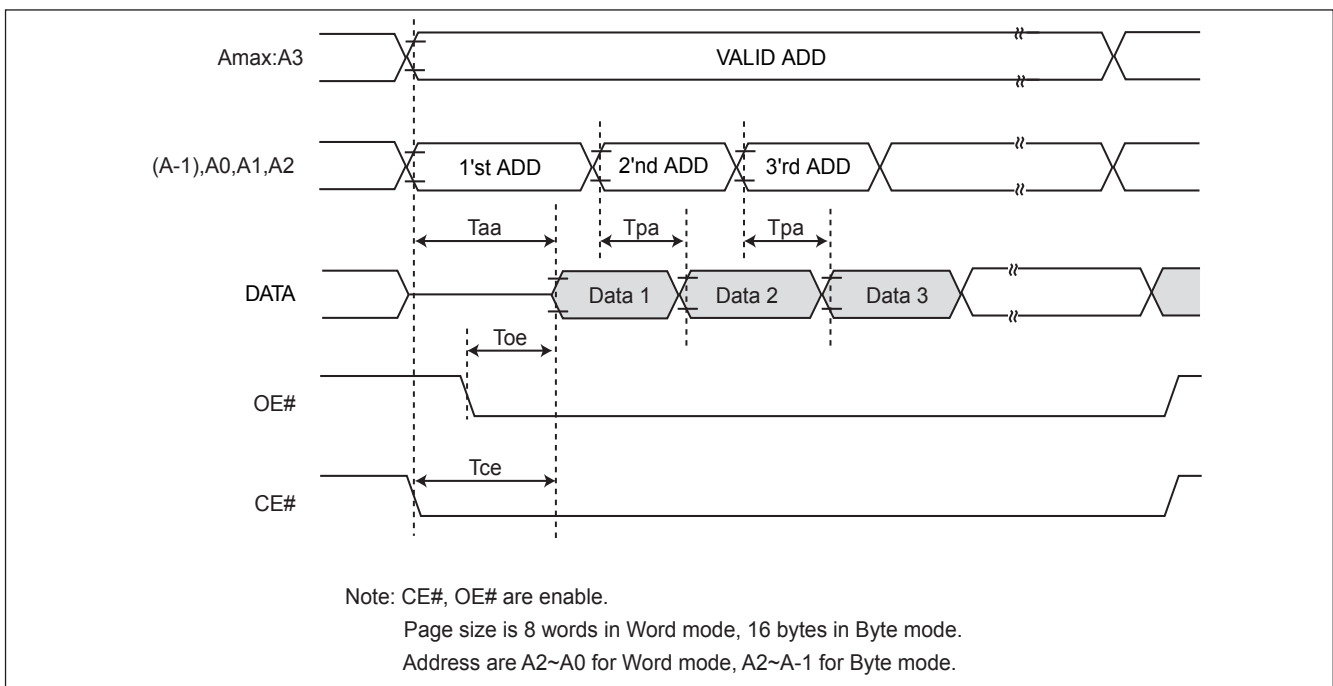 Amax:A3
VALID ADD
(A-1),A0,A1,A2
1'st ADD
2'nd ADD
3'rd ADD
Taa
Tpa
Tpa
DATA
Data 1
Data 2
Data 3
Toe
OE#
Tce
CE#
Note: CE#, OE# are enable.
Page size is 8 words in Word mode, 16 bytes in Byte mode.
Address are A2~A0 for Word mode, A2~A-1 for Byte mode.